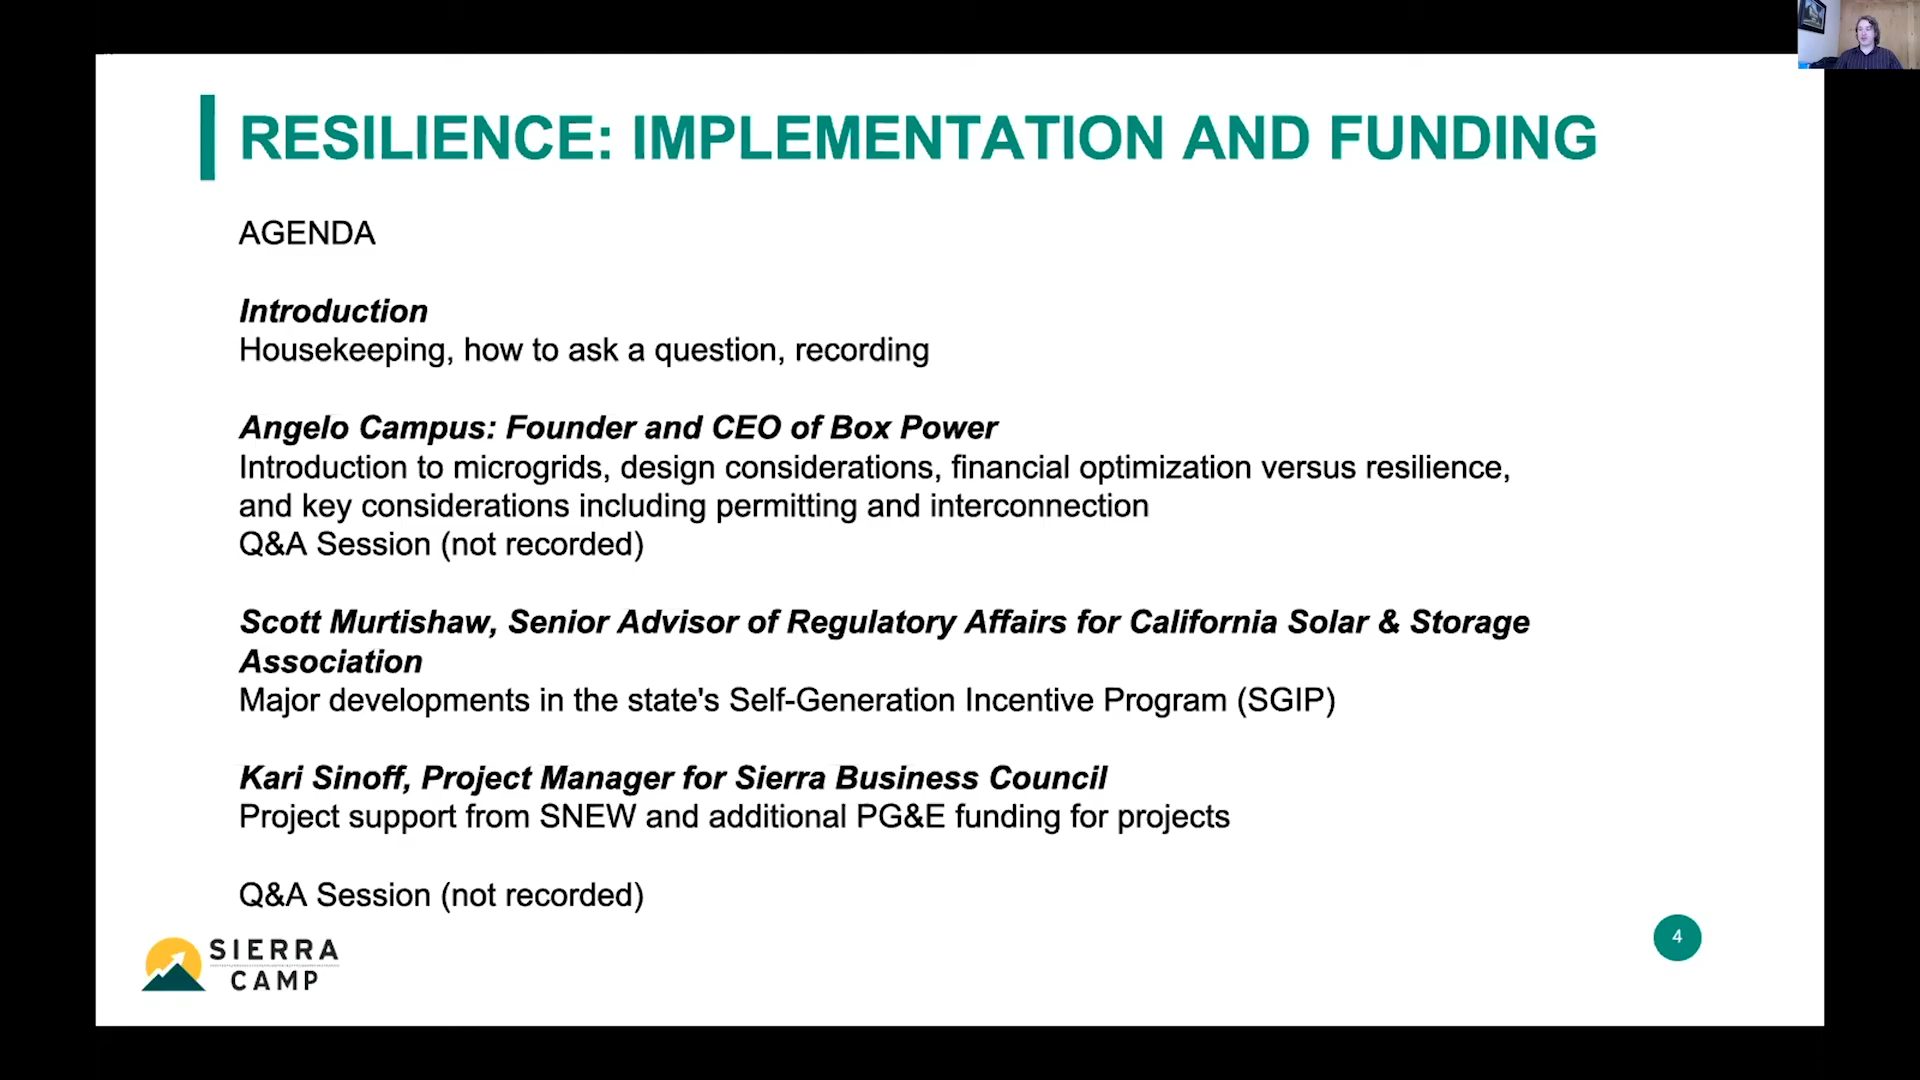 RESILIENCE: IMPLEMENTATION AND FUNDING
AGENDA
Introduction
Housekeeping, how to ask a question, recording
Angelo Campus: Founder and CEO of Box Power
Introduction to microgrids, design considerations, financial optimization versus resilience,
and key considerations including permitting and interconnection
Q&A Session (not recorded)
Scott Murtishaw, Senior Advisor of Regulatory Affairs for California Solar & Storage
Association
Major developments in the state's Self-Generation Incentive Program (SGIP)
Kari Sinoff, Project Manager for Sierra Business Council
Project support from SNEW and additional PG&E funding for projects
Q&A Session (not recorded)
SIERRA
CAMP
4